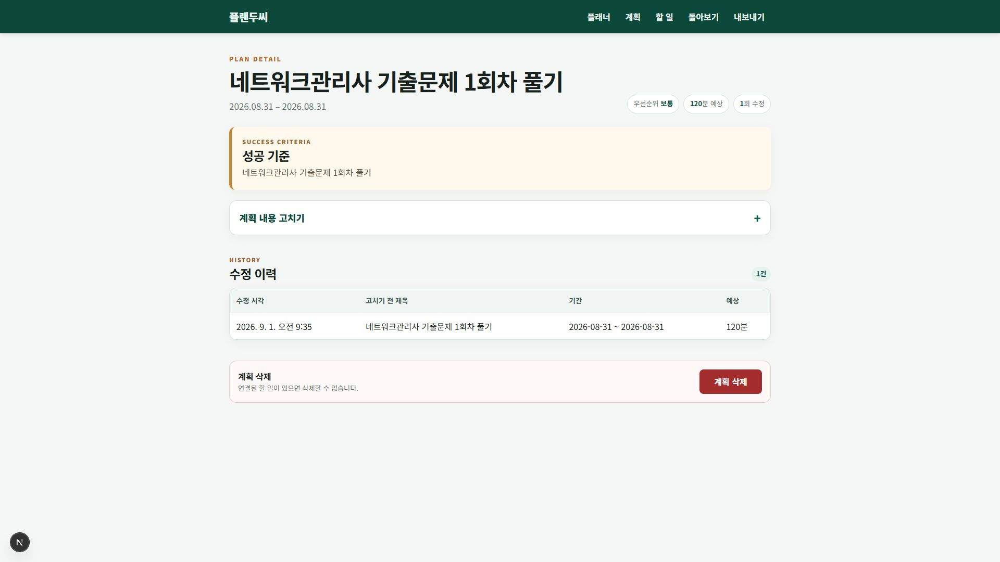 플랜두씨
플래너 계획 할 일 돌아보기 내보내기
PLAN DETAIL
네트워크관리사 기출문제 1회차 풀기
2026.08.31 – 2026.08.31
우선순위 보통 120분 예상 1회 수정
SUCCESS CRITERIA
성공 기준
네트워크관리사 기출문제 1회차 풀기
계획 내용 고치기 +
HISTORY
수정 이력
1건
수정 시각 고치기 전 제목 기간 예상
2026. 9. 1. 오전 9:35 네트워크관리사 기출문제 1회차 풀기 2026-08-31 ~ 2026-08-31 120분
계획 삭제
연결된 할 일이 있으면 삭제할 수 없습니다.
계획 삭제
N